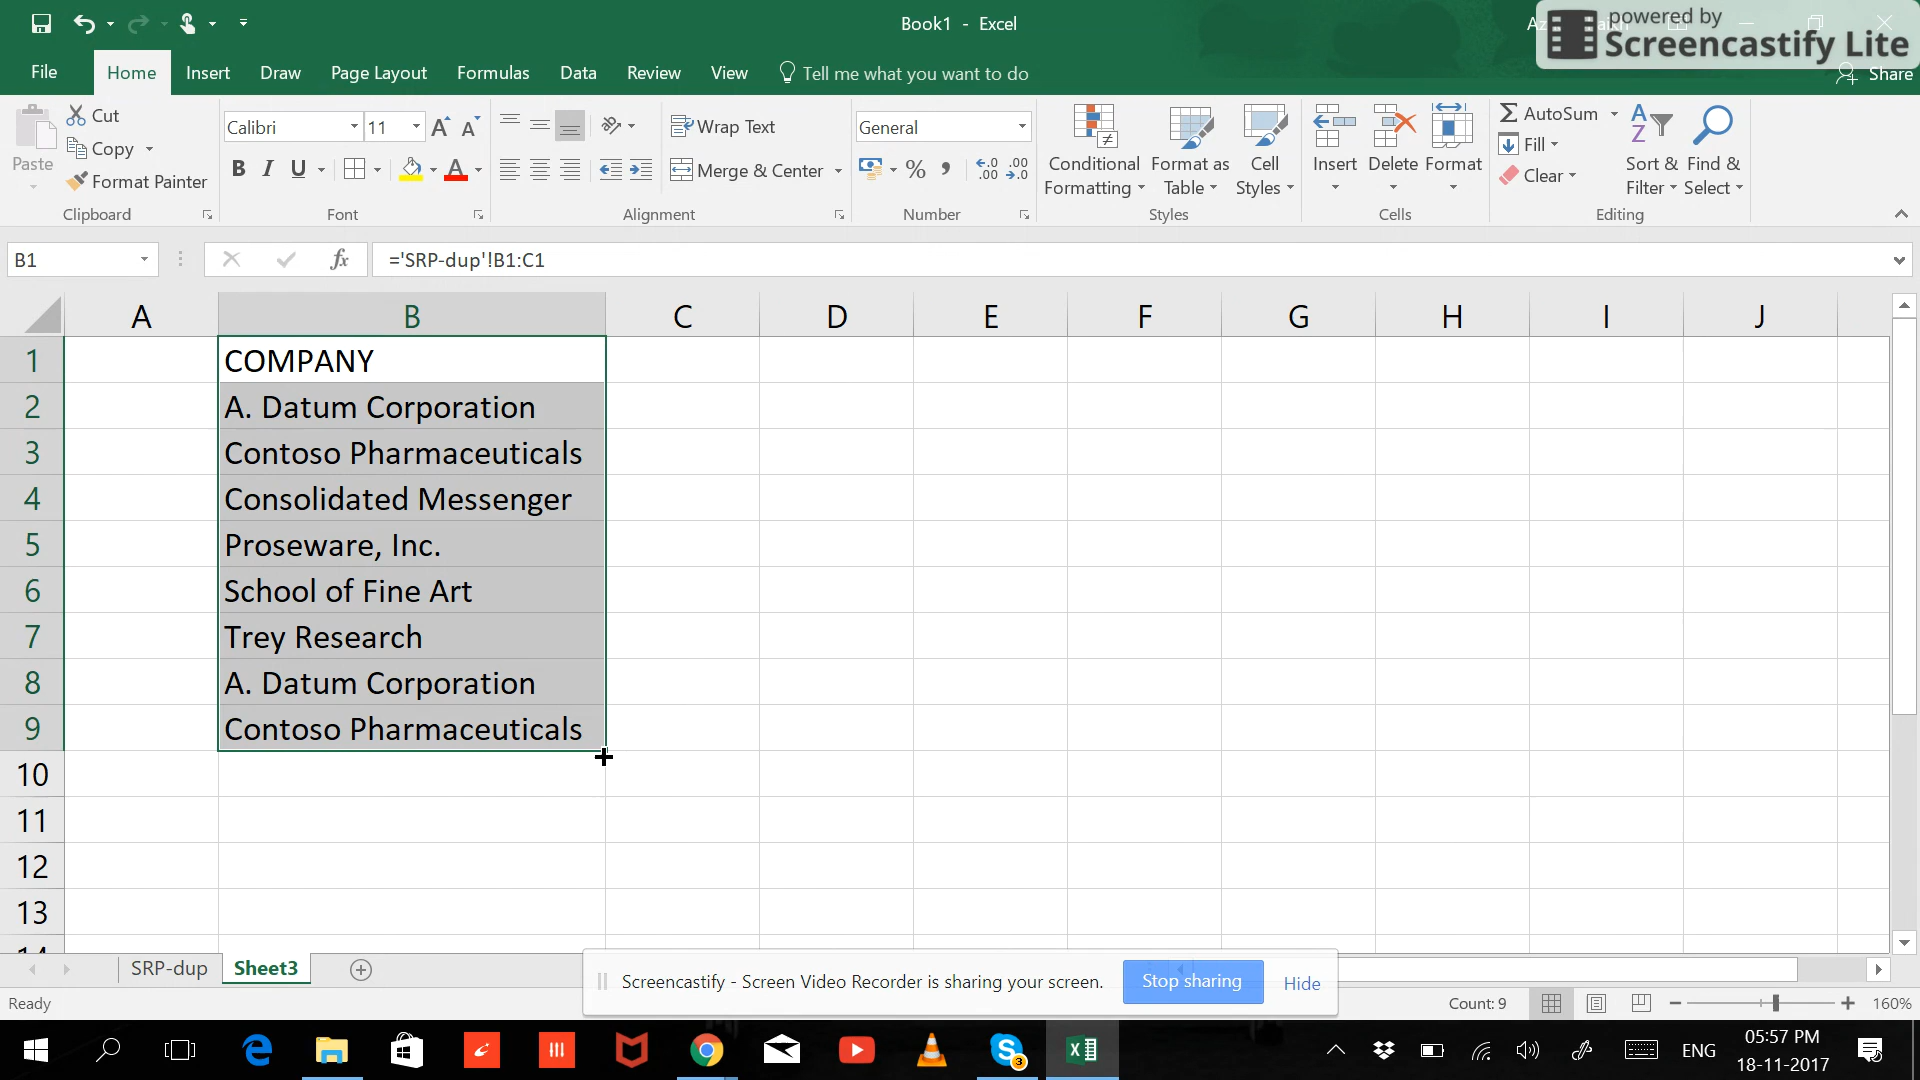 Book1 - Excel
powered by
Screencastify Lite
File Home Insert Draw Page Layout Formulas Data Review View Tell me what you want to do Share
Paste
Cut
Copy
Format Painter
Clipboard
Calibri 11
B I U A
Font
Wrap Text
Merge & Center
Alignment
General
% , .00
Number
Conditional Formatting
Format as Table
Cell Styles
Styles
Insert Delete Format
Cells
AutoSum
Fill
Clear
Sort & Filter
Find & Select
Editing
B1 fx ='SRP-dup'!B1:C1
A B C D E F G H I J
1 COMPANY
2 A. Datum Corporation
3 Contoso Pharmaceuticals
4 Consolidated Messenger
5 Proseware, Inc.
6 School of Fine Art
7 Trey Research
8 A. Datum Corporation
9 Contoso Pharmaceuticals
10
11
12
13
14
SRP-dup Sheet3
Screencastify - Screen Video Recorder is sharing your screen. Stop sharing Hide
Ready Count: 9 160%
ENG 05:57 PM
18-11-2017